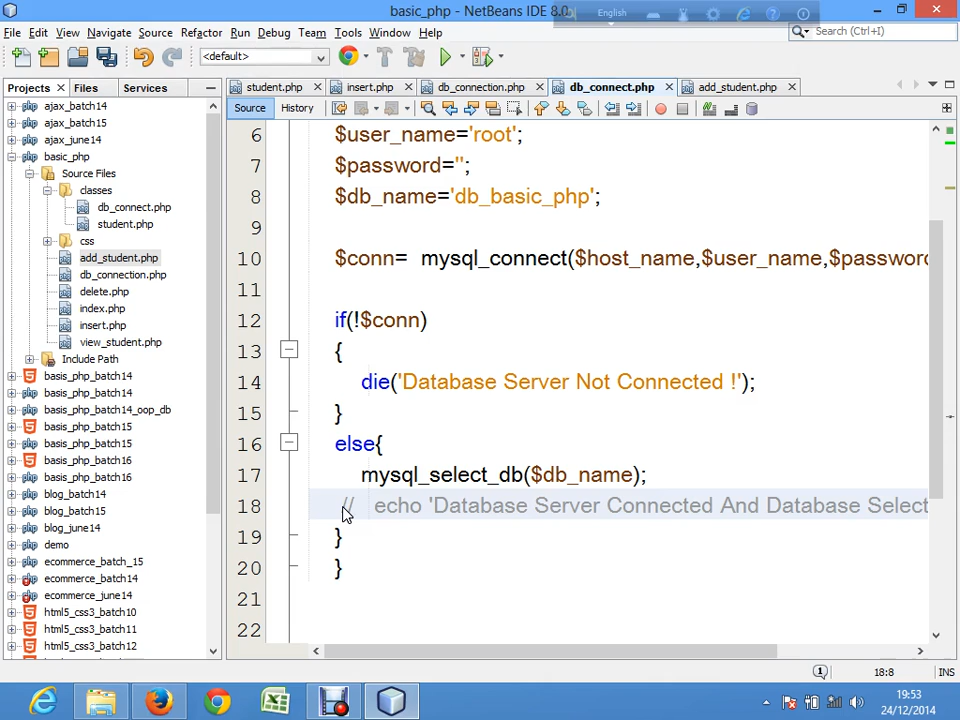 basic_php - NetBeans IDE 8.0
English
File Edit View Navigate Source Refactor Run Debug Team Tools Window Help
Search (Ctrl+I)
<default>
Projects Files Services
student.php insert.php db_connection.php db_connect.php add_student.php
Source History
ajax_batch14
ajax_batch15
ajax_june14
basic_php
Source Files
classes
db_connect.php
student.php
css
add_student.php
db_connection.php
delete.php
index.php
insert.php
view_student.php
Include Path
basis_php_batch14
basis_php_batch14
basis_php_batch14_oop_db
basis_php_batch15
basis_php_batch15
basis_php_batch16
basis_php_batch16
blog_batch14
blog_batch15
blog_june14
demo
ecommerce_batch_15
ecommerce_batch14
ecommerce_june14
html5_css3_batch10
html5_css3_batch11
html5_css3_batch12
6 $user_name='root';
7 $password='';
8 $db_name='db_basic_php';
9
10 $conn= mysql_connect($host_name,$user_name,$password
11
12 if(!$conn)
13 {
14 die('Database Server Not Connected !');
15 }
16 else{
17 mysql_select_db($db_name);
18 // echo 'Database Server Connected And Database Select
19 }
20 }
21
22
18:8 INS
19:53
24/12/2014